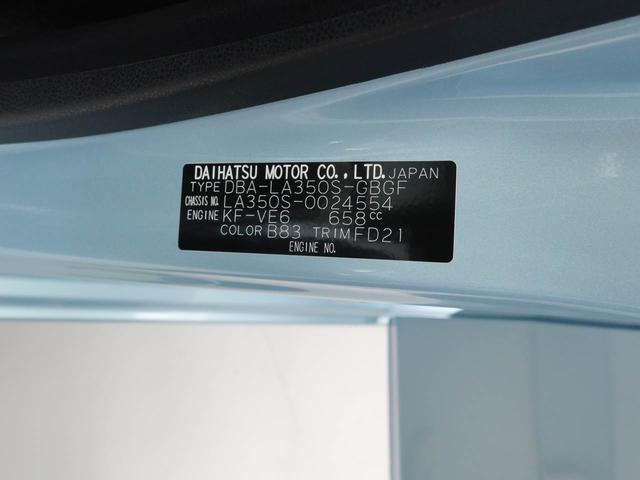 DAIHATSU MOTOR CO.,LTD. JAPAN
TYPE DBA-LA350S-GBGF
CHASSIS NO. LA350S-0024554
ENGINE KF-VE6 658cc
COLOR B83 TRIM FD21
ENGINE NO.